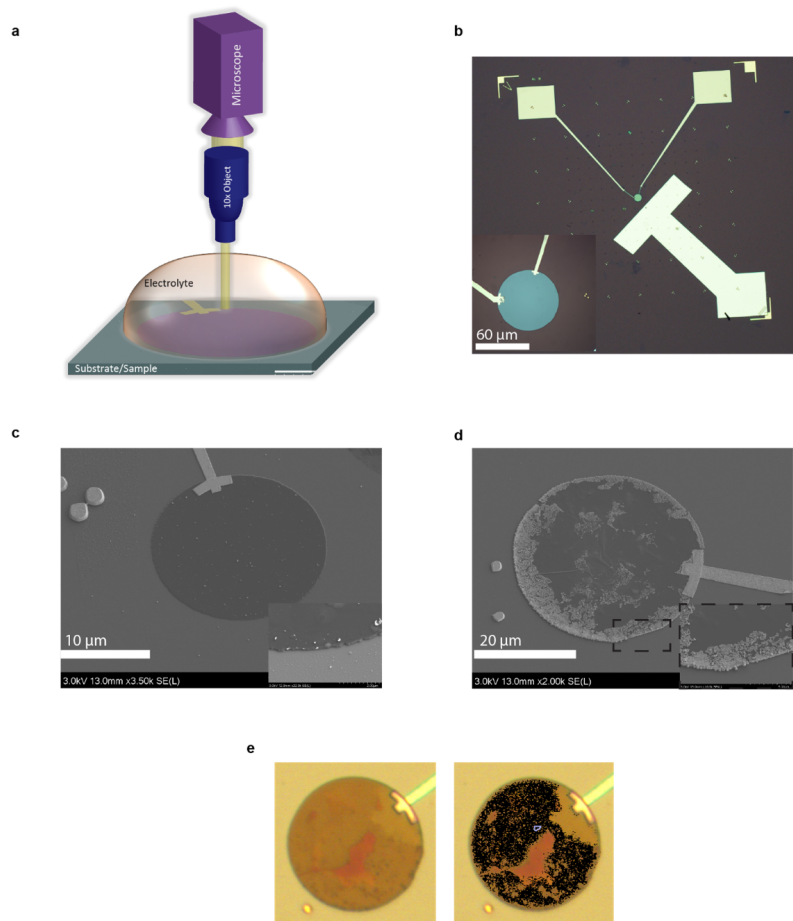 a
Microscope
10x Object
Electrolyte
Substrate/Sample
b
60 µm
c
10 µm
3.0kV 13.0mm x3.50k SE(L)
d
20 µm
3.0kV 13.0mm x2.00k SE(L)
e